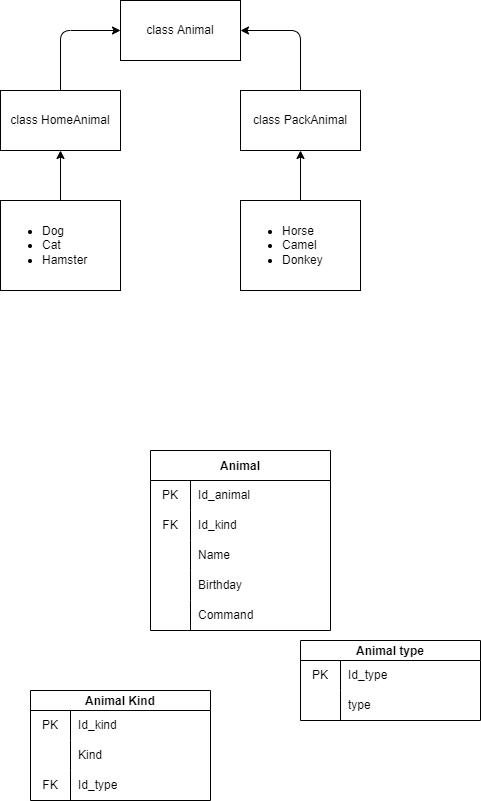 class Animal
class HomeAnimal
class PackAnimal
Dog
Cat
Hamster
Horse
Camel
Donkey
Animal
PK Id_animal
FK Id_kind
Name
Birthday
Command
Animal type
PK Id_type
type
Animal Kind
PK Id_kind
Kind
FK Id_type